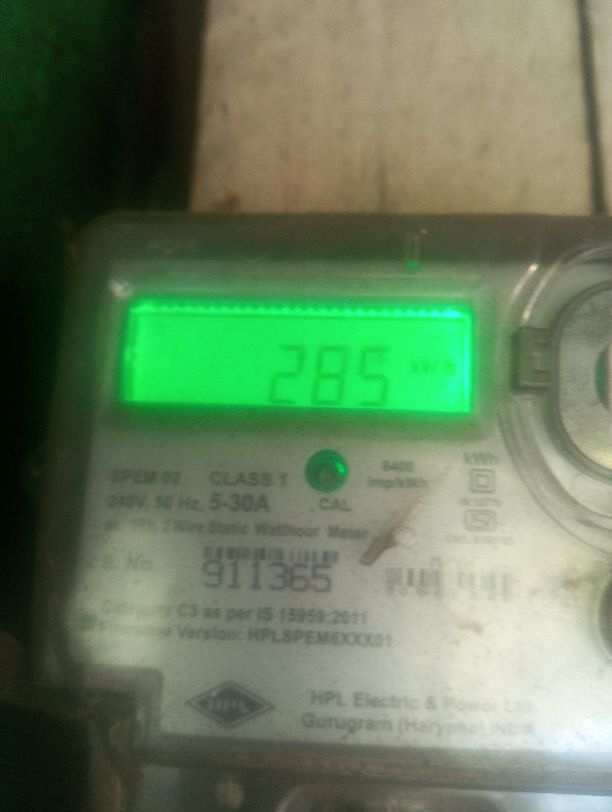 285 kWh
6400
kWh
SPEM 02 CLASS 1
imp/kWh
240V, 50 Hz, 5-30A
CAL
2 Wire Static Watthour Meter
S. No. 911365
Category C3 as per IS 15959:2011
Firmware Version: HPLSPEM6XXX01
HPL
HPL Electric & Power Ltd.
Gurugram (Haryana) INDIA